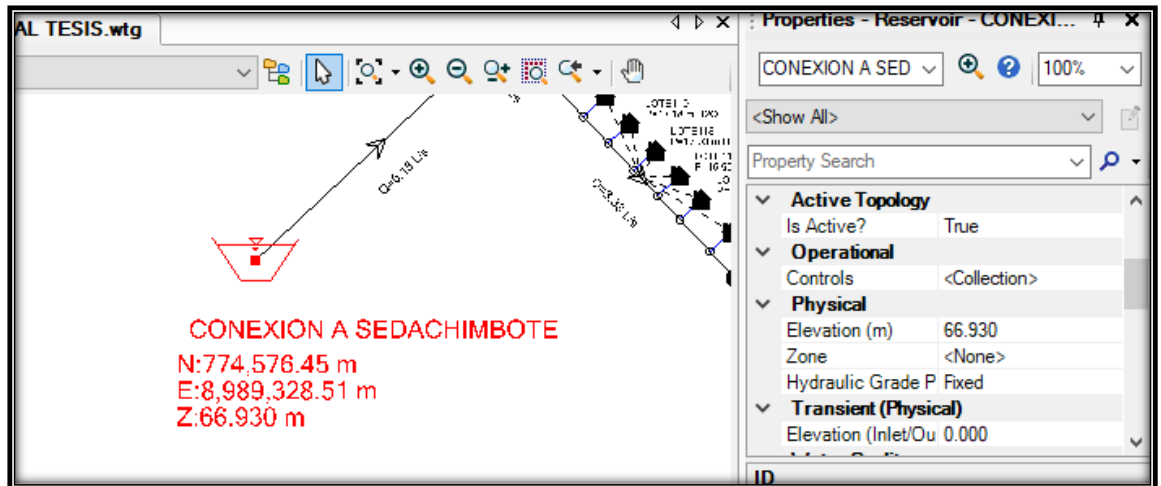 AL TESIS.wtg
Properties - Reservoir - CONEXI...
CONEXION A SED
100%
<Show All>
Property Search
Active Topology
Is Active? True
Operational
Controls <Collection>
Physical
Elevation (m) 66.930
Zone <None>
Hydraulic Grade P Fixed
Transient (Physical)
Elevation (Inlet/Ou 0.000
ID
CONEXION A SEDACHIMBOTE
N:774,576.45 m
E:8,989,328.51 m
Z:66.930 m